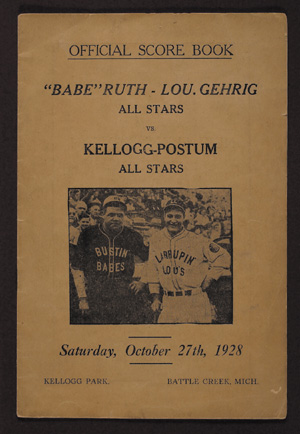 OFFICIAL SCORE BOOK
"BABE" RUTH - LOU. GEHRIG
ALL STARS
VS
KELLOGG-POSTUM
ALL STARS
BUSTIN'
BABES
LARRUPIN'
LOUS
Saturday, October 27th, 1928
KELLOGG PARK.
BATTLE CREEK, MICH.